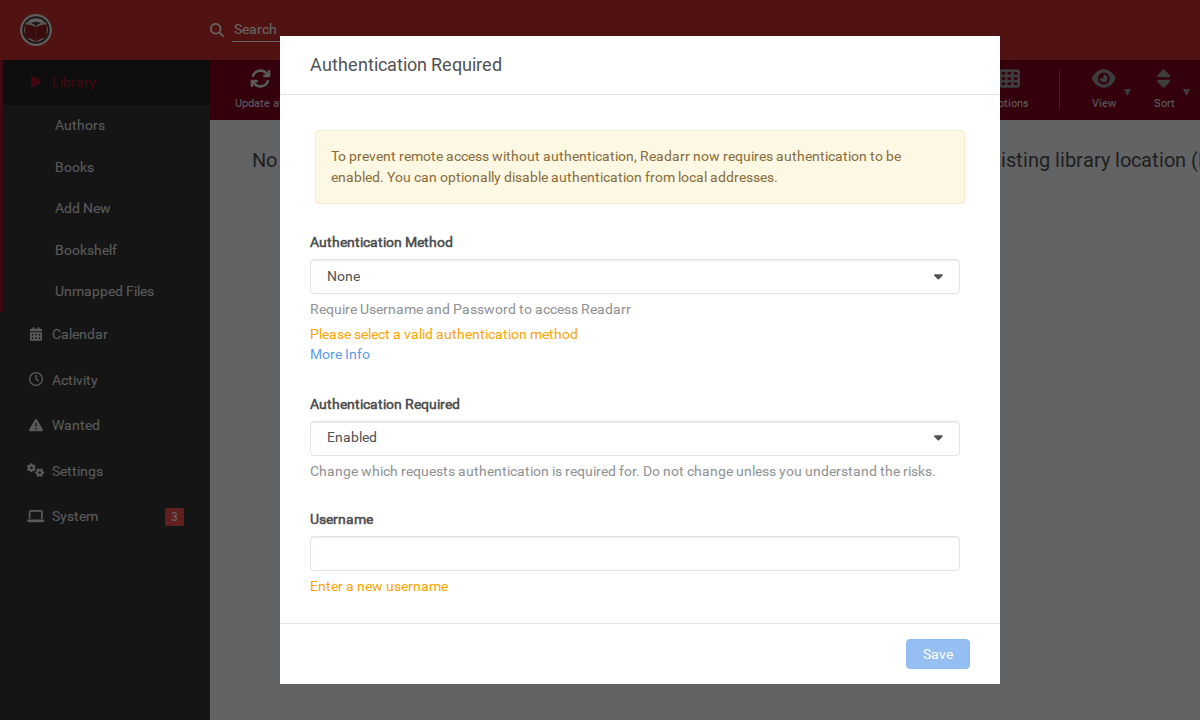 Search
Authentication Required
Library
Update a
ptions
View
Sort
Authors
No
isting library location (
To prevent remote access without authentication, Readarr now requires authentication to be
enabled. You can optionally disable authentication from local addresses.
Books
Add New
Bookshelf
Unmapped Files
Calendar
Activity
Wanted
Settings
System
3
Authentication Method
None
Require Username and Password to access Readarr
Please select a valid authentication method
More Info
Authentication Required
Enabled
Change which requests authentication is required for. Do not change unless you understand the risks.
Username
Enter a new username
Save